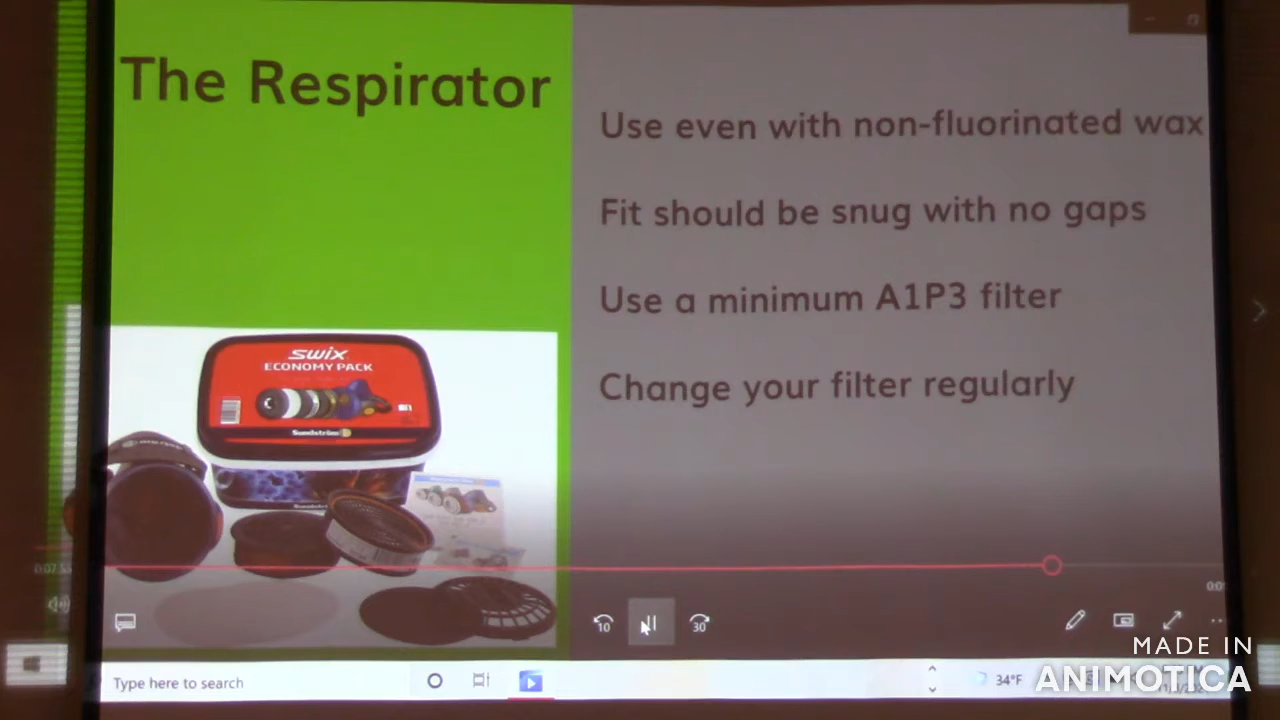 The Respirator
Use even with non-fluorinated wax
Fit should be snug with no gaps
Use a minimum A1P3 filter
Change your filter regularly
SWIX
ECONOMY PACK
Sundström
10
30
Type here to search
34°F
MADE IN
ANIMOTICA